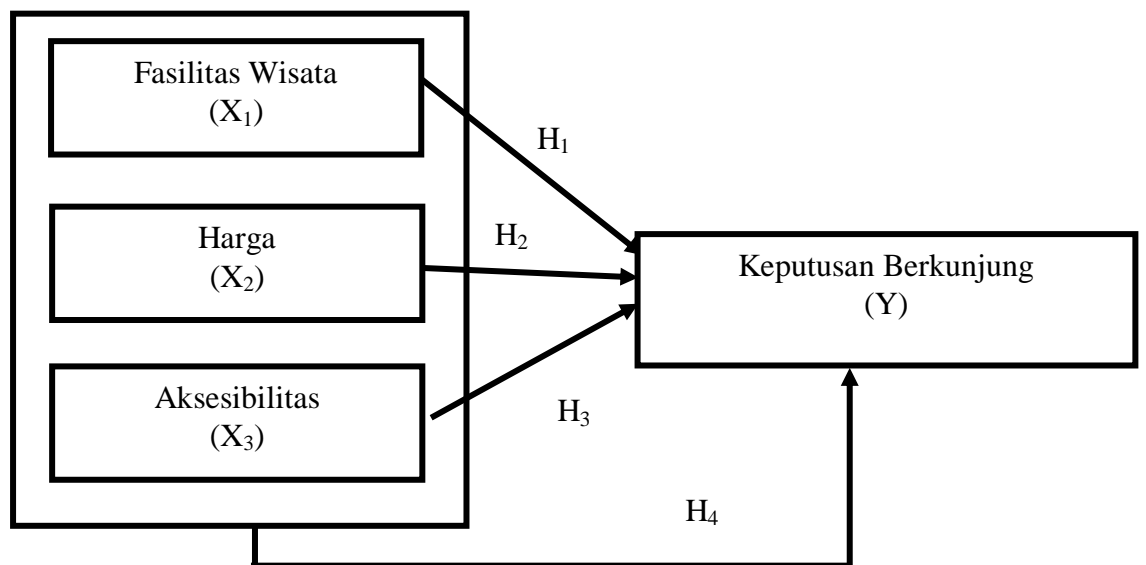 Fasilitas Wisata
(X₁)
H₁
Harga
(X₂)
H₂
Keputusan Berkunjung
(Y)
Aksesibilitas
(X₃)
H₃
H₄